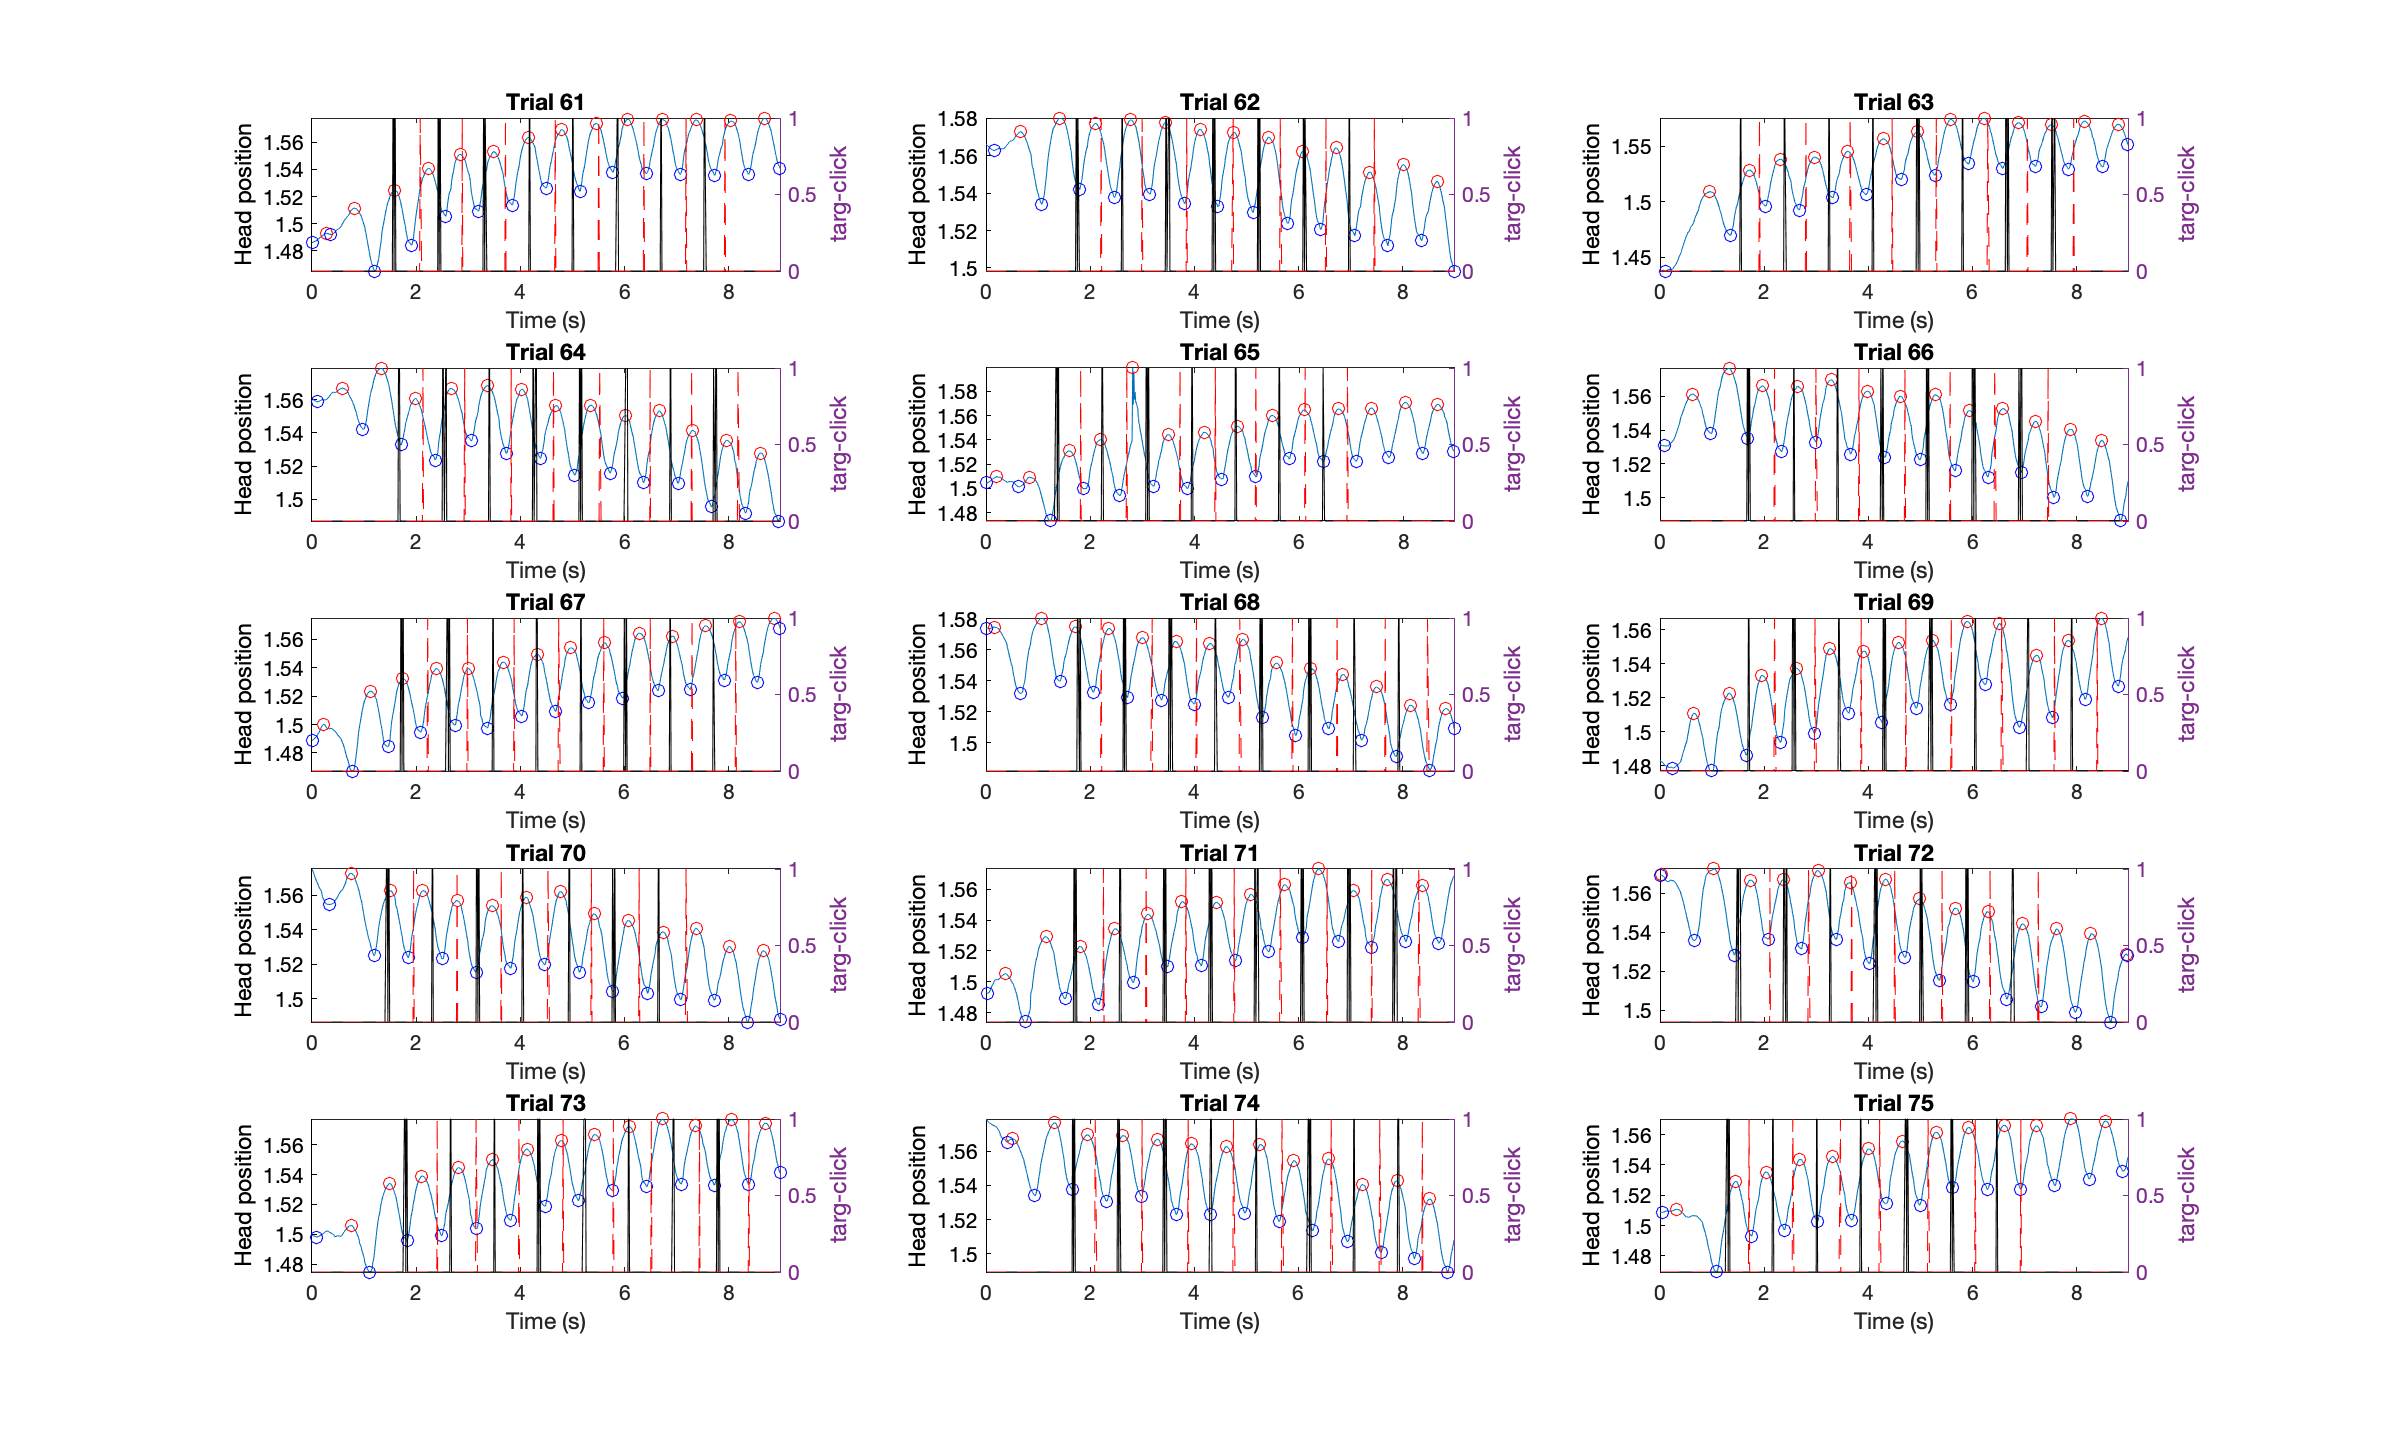 Trial 61
Head position
1.56
1.54
1.52
1.5
1.48
0 2 4 6 8
Time (s)
1
0.5
0
targ-click
Trial 62
Head position
1.58
1.56
1.54
1.52
1.5
0 2 4 6 8
Time (s)
1
0.5
0
targ-click
Trial 63
Head position
1.55
1.5
1.45
0 2 4 6 8
Time (s)
1
0.5
0
targ-click
Trial 64
Head position
1.56
1.54
1.52
1.5
0 2 4 6 8
Time (s)
1
0.5
0
targ-click
Trial 65
Head position
1.58
1.56
1.54
1.52
1.5
1.48
0 2 4 6 8
Time (s)
1
0.5
0
targ-click
Trial 66
Head position
1.56
1.54
1.52
1.5
0 2 4 6 8
Time (s)
1
0.5
0
targ-click
Trial 67
Head position
1.56
1.54
1.52
1.5
1.48
0 2 4 6 8
Time (s)
1
0.5
0
targ-click
Trial 68
Head position
1.58
1.56
1.54
1.52
1.5
0 2 4 6 8
Time (s)
1
0.5
0
targ-click
Trial 69
Head position
1.56
1.54
1.52
1.5
1.48
0 2 4 6 8
Time (s)
1
0.5
0
targ-click
Trial 70
Head position
1.56
1.54
1.52
1.5
0 2 4 6 8
Time (s)
1
0.5
0
targ-click
Trial 71
Head position
1.56
1.54
1.52
1.5
1.48
0 2 4 6 8
Time (s)
1
0.5
0
targ-click
Trial 72
Head position
1.56
1.54
1.52
1.5
0 2 4 6 8
Time (s)
1
0.5
0
targ-click
Trial 73
Head position
1.56
1.54
1.52
1.5
1.48
0 2 4 6 8
Time (s)
1
0.5
0
targ-click
Trial 74
Head position
1.56
1.54
1.52
1.5
0 2 4 6 8
Time (s)
1
0.5
0
targ-click
Trial 75
Head position
1.56
1.54
1.52
1.5
1.48
0 2 4 6 8
Time (s)
1
0.5
0
targ-click